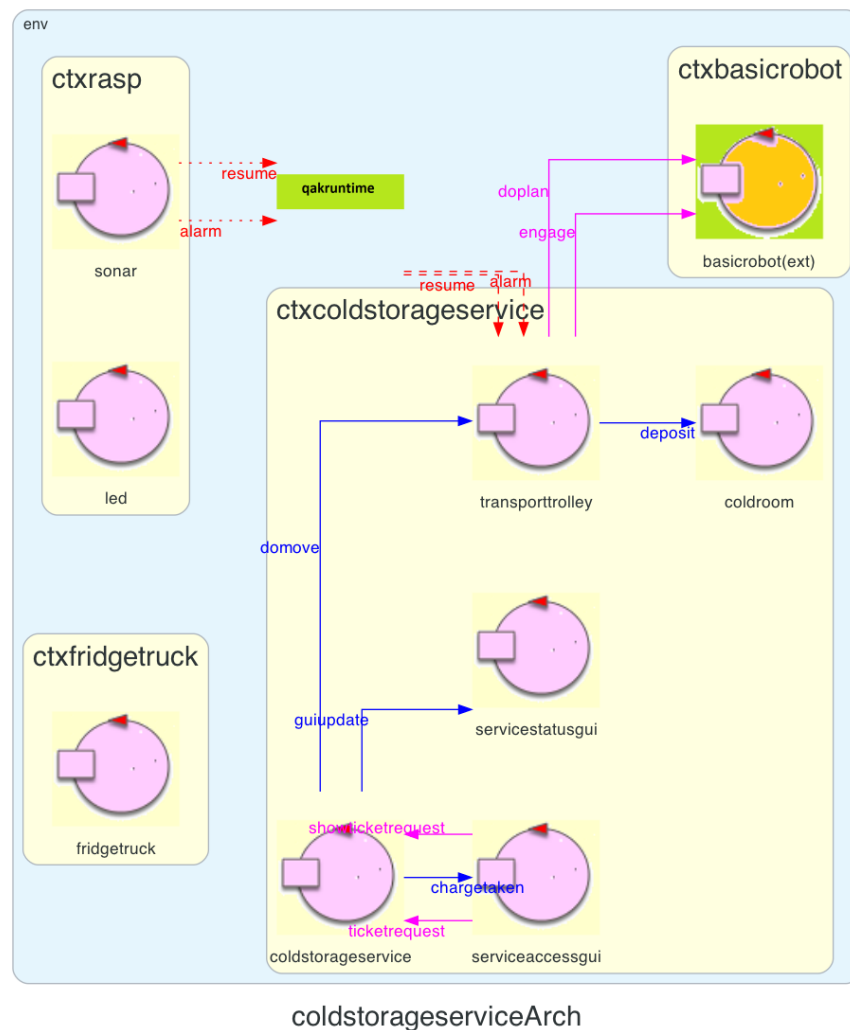 env
ctxrasp
ctxbasicrobot
resume
qakruntime
doplan
alarm
engage
sonar
basicrobot(ext)
resume
alarm
ctxcoldstorageservice
deposit
led
transporttrolley
coldroom
domove
ctxfridgetruck
guiupdate
servicestatusgui
showticketrequest
fridgetruck
chargetaken
ticketrequest
coldstorageservice
serviceaccessgui
coldstorageserviceArch